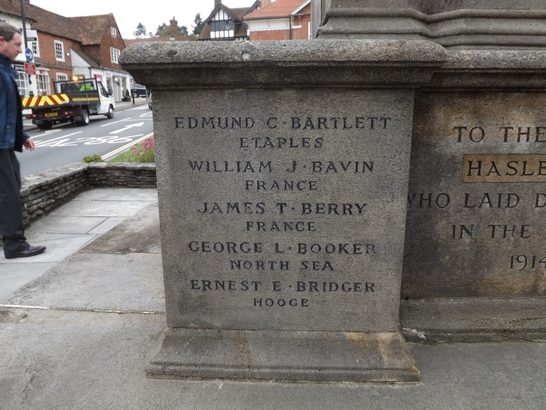 EDMUND C·BARTLETT
ETAPLES
WILLIAM J·BAVIN
FRANCE
JAMES T·BERRY
FRANCE
GEORGE L·BOOKER
NORTH SEA
ERNEST E·BRIDGER
HOOGE
TO THE
HASLE
WHO LAID D
IN THE
1914